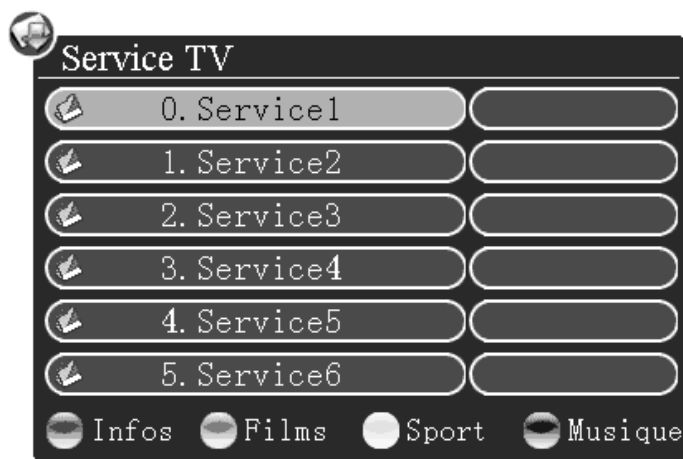 Service TV
0. Service1
1. Service2
2. Service3
3. Service4
4. Service5
5. Service6
Infos Films Sport Musique